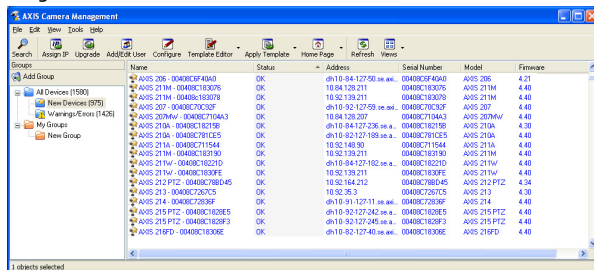 AXIS Camera Management
File Edit View Tools Help
Search Assign IP Upgrade Add/Edit User Configure Template Editor Apply Template Home Page Refresh Views
Groups
Add Group
All Devices (1580)
New Devices (975)
Warnings/Errors (1426)
My Groups
New Group
Name Status Address Serial Number Model Firmware
AXIS 206 - 00408C6F40A0 OK dh10-84-127-50.se.axi... 00408C6F40A0 AXIS 206 4.21
AXIS 211M - 00408C183076 OK 10.84.128.211 00408C183076 AXIS 211M 4.40
AXIS 211M - 00408c183078 OK 10.92.139.211 00408C183078 AXIS 211M 4.40
AXIS 207 - 00408C70C92F OK dh10-92-127-59.se.axi... 00408C70C92F AXIS 207 4.40
AXIS 207MW - 00408C7104A3 OK 10.84.128.207 00408C7104A3 AXIS 207MW 4.40
AXIS 210A - 00408C18215B OK dh10-84-127-236.se.a... 00408C18215B AXIS 210A 4.30
AXIS 210A - 00408C781CE5 OK dh10-82-127-189.se.a... 00408C781CE5 AXIS 210A 4.40
AXIS 211A - 00408C711544 OK 10.92.148.90 00408C711544 AXIS 211A 4.40
AXIS 211M - 00408C183190 OK 10.92.139.211 00408C183190 AXIS 211M 4.40
AXIS 211W - 00408C18221D OK dh10-84-127-182.se.a... 00408C18221D AXIS 211W 4.40
AXIS 211W - 00408C1830FE OK 10.92.139.211 00408C1830FE AXIS 211W 4.40
AXIS 212 PTZ - 00408C78BD45 OK 10.92.164.212 00408C78BD45 AXIS 212 PTZ 4.34
AXIS 213 - 00408C7267C5 OK 10.92.35.3 00408C7267C5 AXIS 213 4.30
AXIS 214 - 00408C72836F OK dh10-91-127-11.se.axi... 00408C72836F AXIS 214 4.40
AXIS 215 PTZ - 00408C1828E5 OK dh10-92-127-242.se.a... 00408C1828E5 AXIS 215 PTZ 4.40
AXIS 215 PTZ - 00408C1828F3 OK dh10-92-127-245.se.a... 00408C1828F3 AXIS 215 PTZ 4.40
AXIS 216FD - 00408C18306E OK dh10-82-127-40.se.axi... 00408C18306E AXIS 216FD 4.40
1 objects selected